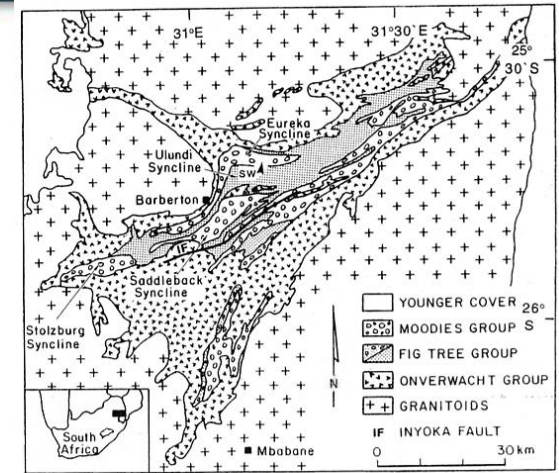 31°E
31° 30' E
25°
30' S
Eureka
Syncline
Ulundi
Syncline
SW
Barberton
IF
Saddleback
Syncline
Stolzburg
Syncline
YOUNGER COVER
26°
S
MOODIES GROUP
FIG TREE GROUP
ONVERWACHT GROUP
GRANITOIDS
IF INYOKA FAULT
N
South
Africa
Mbabane
0 30 km